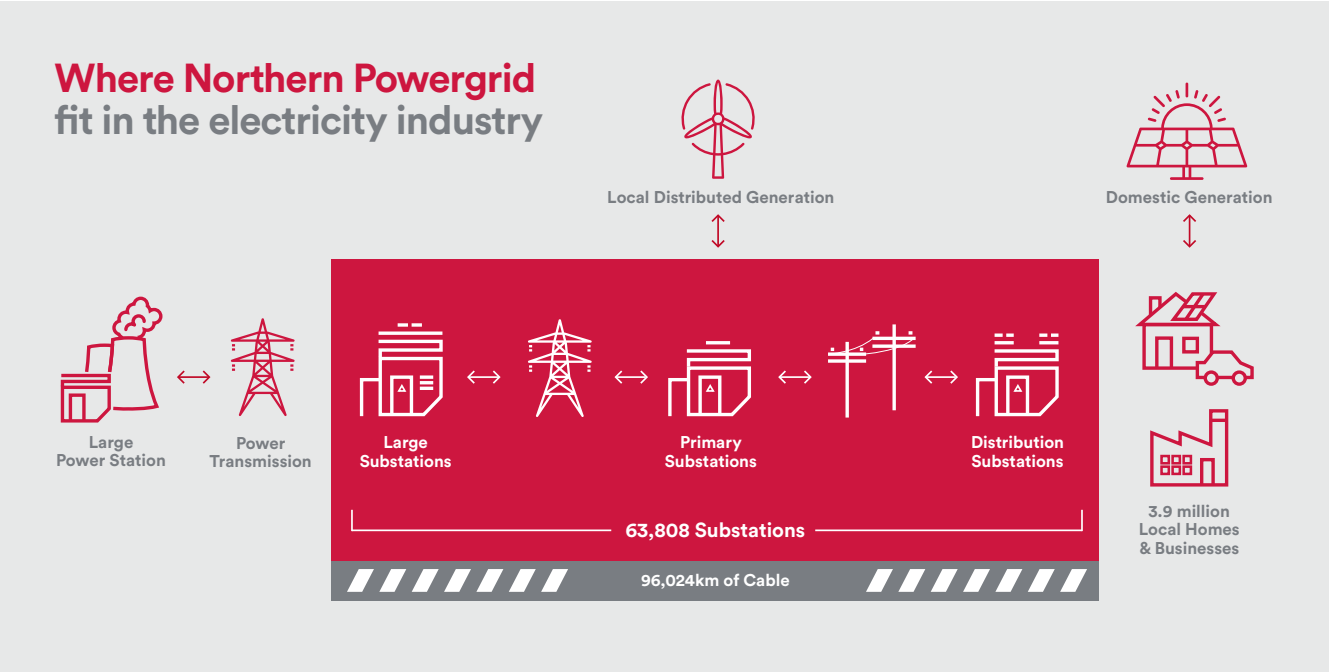 Where Northern Powergrid
fit in the electricity industry
Local Distributed Generation
Domestic Generation
Large
Power Station
Power
Transmission
Large
Substations
Primary
Substations
Distribution
Substations
63,808 Substations
96,024km of Cable
3.9 million
Local Homes
& Businesses